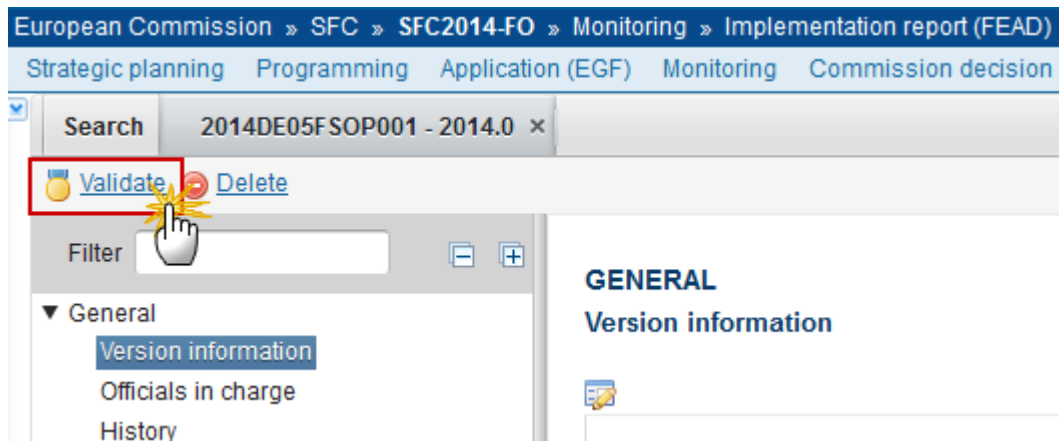 European Commission » SFC » SFC2014-FO » Monitoring » Implementation report (FEAD)
Strategic planning Programming Application (EGF) Monitoring Commission decision
Search 2014DE05FSOP001 - 2014.0 ×
Validate Delete
Filter
GENERAL
Version information
▼ General
Version information
Officials in charge
History